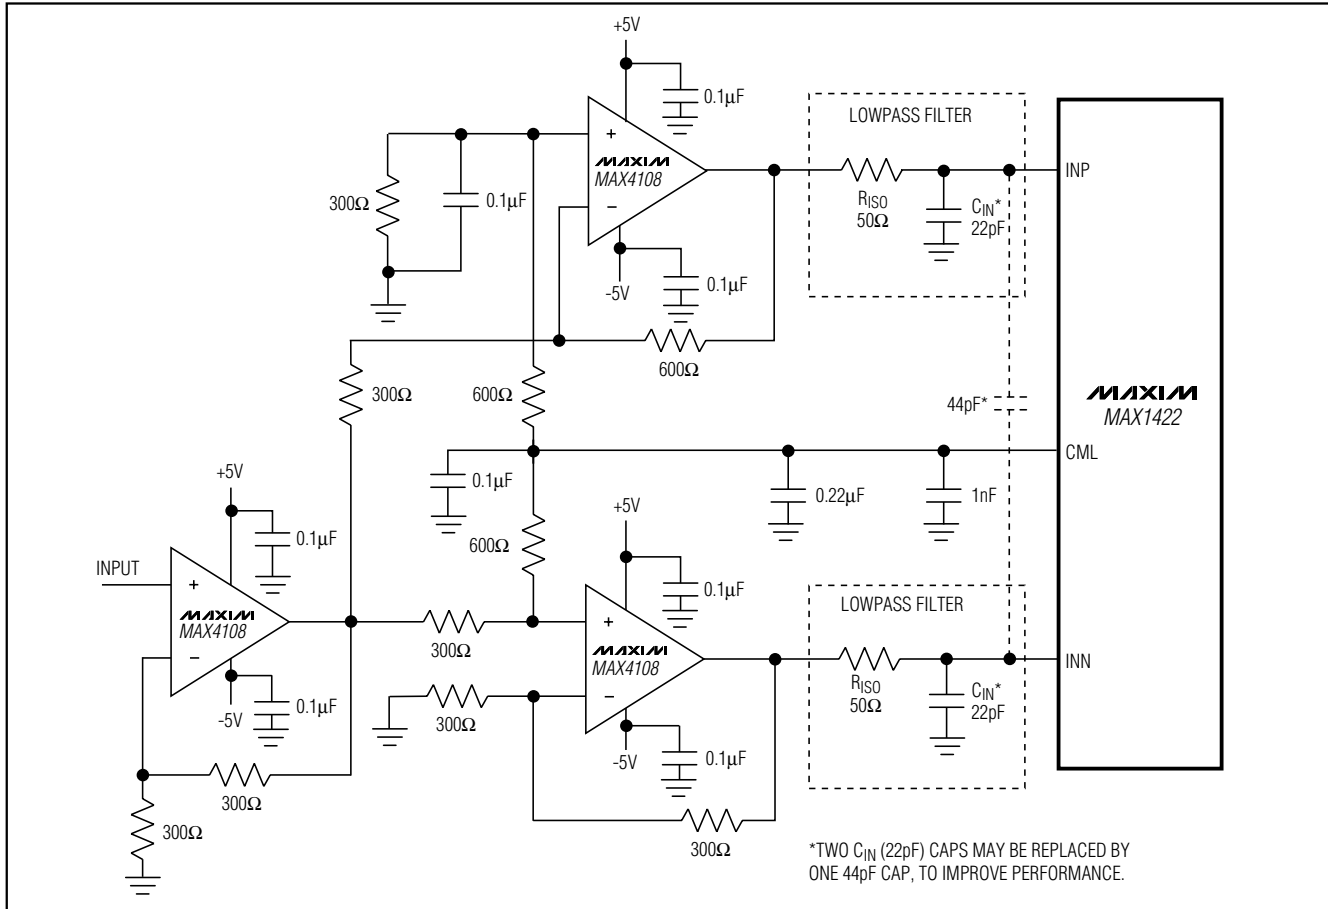 +5V
0.1µF
LOWPASS FILTER
+
MAXIM
MAX4108
−
300Ω
0.1µF
RISO
50Ω
CIN*
22pF
INP
-5V
0.1µF
600Ω
300Ω
600Ω
44pF*
MAXIM
MAX1422
CML
0.1µF
0.22µF
1nF
+5V
0.1µF
600Ω
+5V
0.1µF
INPUT
+
MAXIM
MAX4108
−
-5V
0.1µF
300Ω
+
MAXIM
MAX4108
−
300Ω
LOWPASS FILTER
RISO
50Ω
CIN*
22pF
INN
-5V
0.1µF
300Ω
300Ω
300Ω
*TWO CIN (22pF) CAPS MAY BE REPLACED BY
ONE 44pF CAP, TO IMPROVE PERFORMANCE.